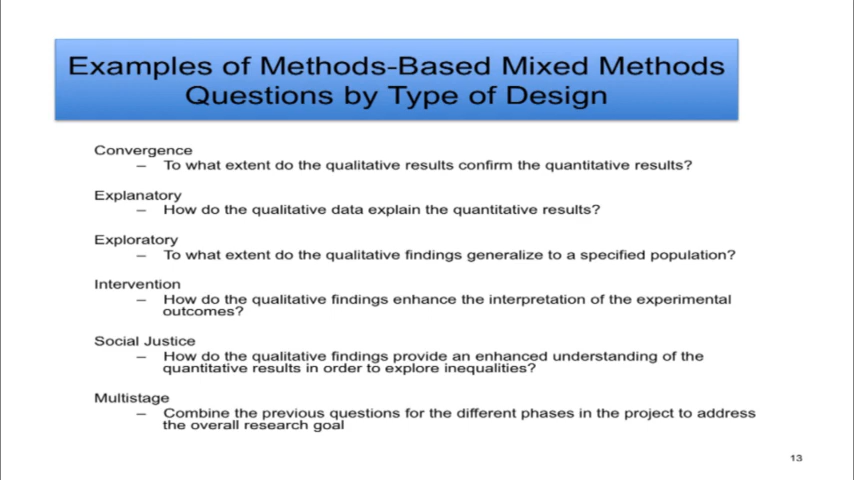 Examples of Methods-Based Mixed Methods
Questions by Type of Design
Convergence
– To what extent do the qualitative results confirm the quantitative results?
Explanatory
– How do the qualitative data explain the quantitative results?
Exploratory
– To what extent do the qualitative findings generalize to a specified population?
Intervention
– How do the qualitative findings enhance the interpretation of the experimental
outcomes?
Social Justice
– How do the qualitative findings provide an enhanced understanding of the
quantitative results in order to explore inequalities?
Multistage
– Combine the previous questions for the different phases in the project to address
the overall research goal
13